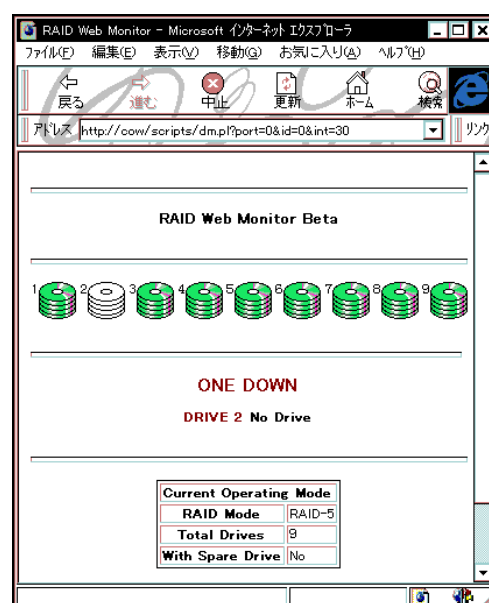 RAID Web Monitor - Microsoft インターネット エクスプローラ
ファイル(F) 編集(E) 表示(V) 移動(G) お気に入り(A) ヘルプ(H)
戻る 進む 中止 更新 ホーム 検索
アドレス http://cow/scripts/dm.pl?port=0&id=0&int=30 リンク
RAID Web Monitor Beta
1 2 3 4 5 6 7 8 9
ONE DOWN
DRIVE 2 No Drive
Current Operating Mode
RAID Mode RAID-5
Total Drives 9
With Spare Drive No